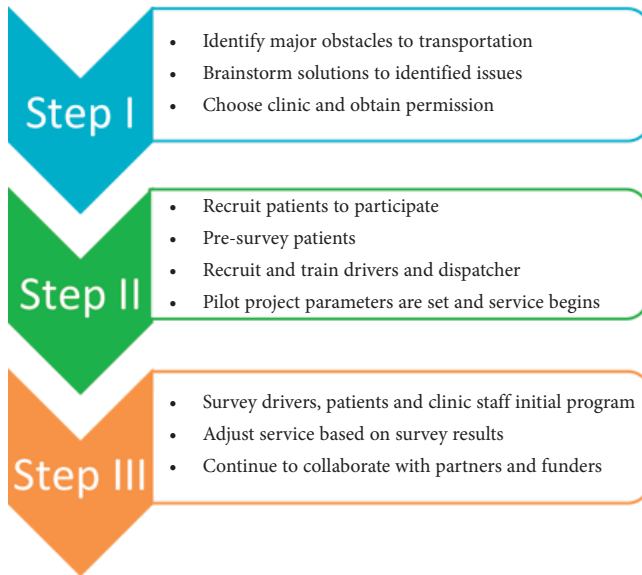 Step I
• Identify major obstacles to transportation
• Brainstorm solutions to identified issues
• Choose clinic and obtain permission
Step II
• Recruit patients to participate
• Pre-survey patients
• Recruit and train drivers and dispatcher
• Pilot project parameters are set and service begins
Step III
• Survey drivers, patients and clinic staff initial program
• Adjust service based on survey results
• Continue to collaborate with partners and funders